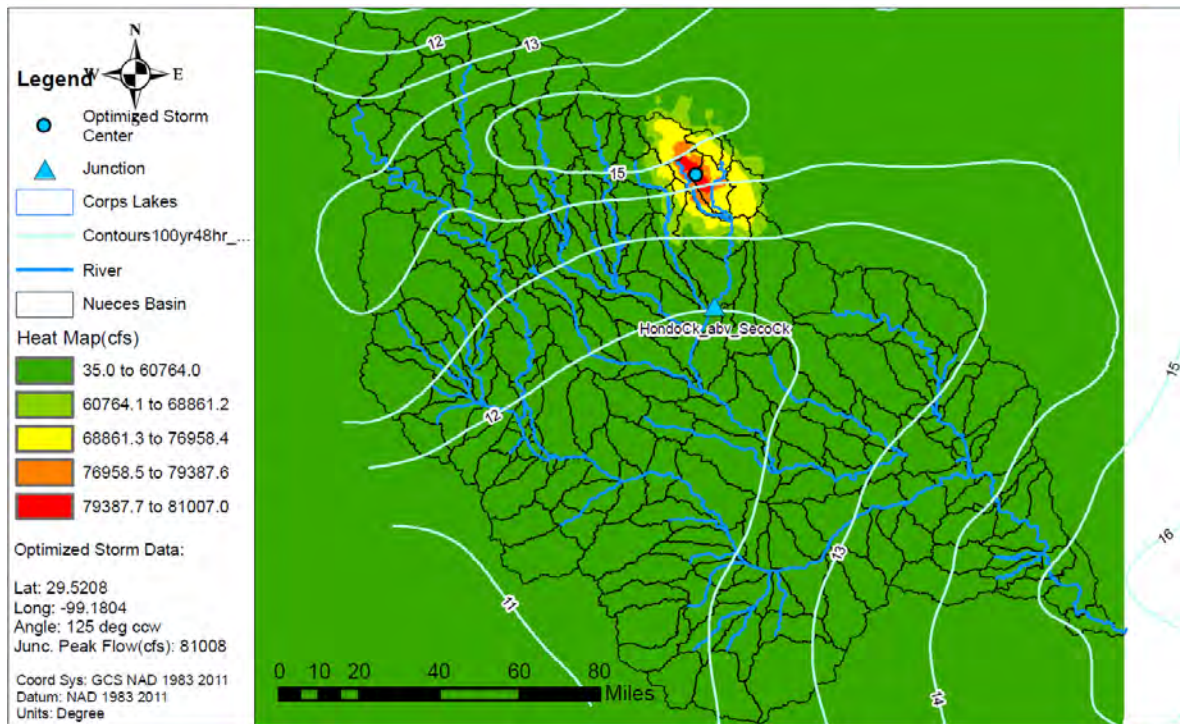 N
Legend
W
E
S
Optimized Storm
Center
Junction
Corps Lakes
Contours100yr48hr_...
River
Nueces Basin
Heat Map(cfs)
35.0 to 60764.0
60764.1 to 68861.2
68861.3 to 76958.4
76958.5 to 79387.6
79387.7 to 81007.0
Optimized Storm Data:
Lat: 29.5208
Long: -99.1804
Angle: 125 deg ccw
Junc. Peak Flow(cfs): 81008
Coord Sys: GCS NAD 1983 2011
Datum: NAD 1983 2011
Units: Degree
12
13
15
HondoCk_abv_SecoCk
12
15
16
13
11
14
0 10 20 40 60 80
Miles